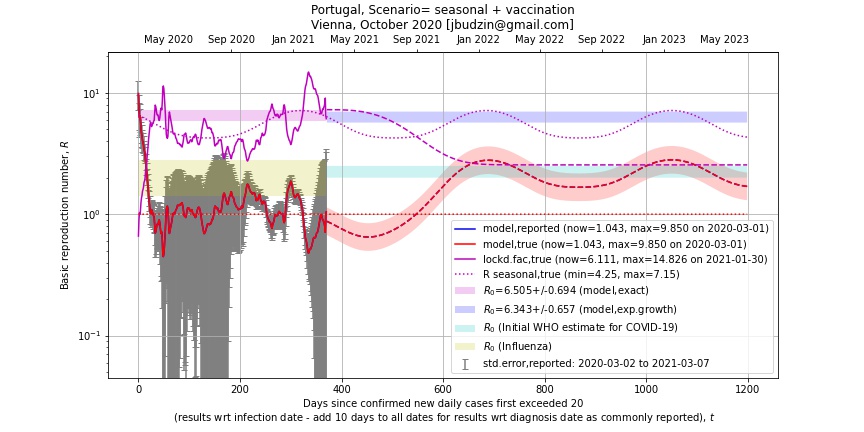 Portugal, Scenario= seasonal + vaccination
Vienna, October 2020 [jbudzin@gmail.com]
May 2020 Sep 2020 Jan 2021 May 2021 Sep 2021 Jan 2022 May 2022 Sep 2022 Jan 2023 May 2023
Basic reproduction number, R
10¹
10⁰
10⁻¹
model,reported (now=1.043, max=9.850 on 2020-03-01)
model,true (now=1.043, max=9.850 on 2020-03-01)
lockd.fac,true (now=6.111, max=14.826 on 2021-01-30)
R seasonal,true (min=4.25, max=7.15)
R₀=6.505+/-0.694 (model,exact)
R₀=6.343+/-0.657 (model,exp.growth)
R₀ (Initial WHO estimate for COVID-19)
R₀ (Influenza)
std.error,reported: 2020-03-02 to 2021-03-07
0 200 400 600 800 1000 1200
Days since confirmed new daily cases first exceeded 20
(results wrt infection date - add 10 days to all dates for results wrt diagnosis date as commonly reported), t